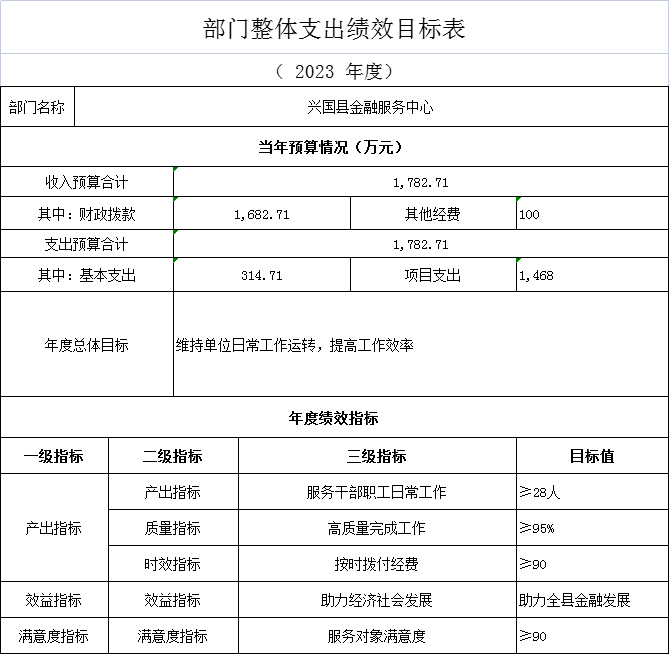 部门整体支出绩效目标表
（ 2023 年度）
部门名称 兴国县金融服务中心
当年预算情况（万元）
收入预算合计 1,782.71
其中：财政拨款 1,682.71 其他经费 100
支出预算合计 1,782.71
其中：基本支出 314.71 项目支出 1,468
年度总体目标 维持单位日常工作运转，提高工作效率
年度绩效指标
一级指标 二级指标 三级指标 目标值
产出指标 产出指标 服务干部职工日常工作 ≥28人
质量指标 高质量完成工作 ≥95%
时效指标 按时拨付经费 ≥90
效益指标 效益指标 助力经济社会发展 助力全县金融发展
满意度指标 满意度指标 服务对象满意度 ≥90